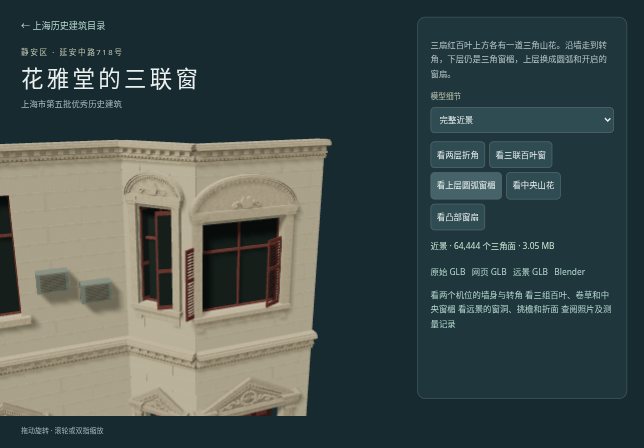 ← 上海历史建筑目录
静安区 · 延安中路718号
花雅堂的三联窗
上海市第五批优秀历史建筑
三扇红百叶上方各有一道三角山花。沿墙走到转
角，下层仍是三角窗楣，上层换成圆弧和开启的
窗扇。
模型细节
完整近景
看两层折角
看三联百叶窗
看上层圆弧窗楣
看中央山花
看凸部窗扇
近景 · 64,444 个三角面 · 3.05 MB
原始 GLB 网页 GLB 远景 GLB Blender
看两个机位的墙身与转角 看三组百叶、卷草和中
央窗楣 看远景的窗洞、挑檐和折面 查阅照片及测
量记录
拖动旋转 · 滚轮或双指缩放